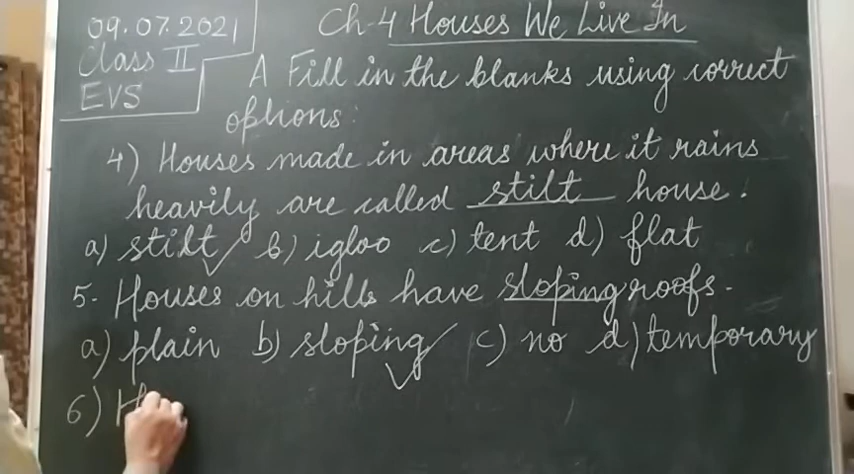 09.07.2021
Class II
EVS
Ch-4 Houses We Live In
A Fill in the blanks using correct
options:
4) Houses made in areas where it rains
heavily are called stilt house.
a) stilt b) igloo c) tent d) flat
5. Houses on hills have sloping roofs.
a) plain b) sloping c) no d) temporary
6) H